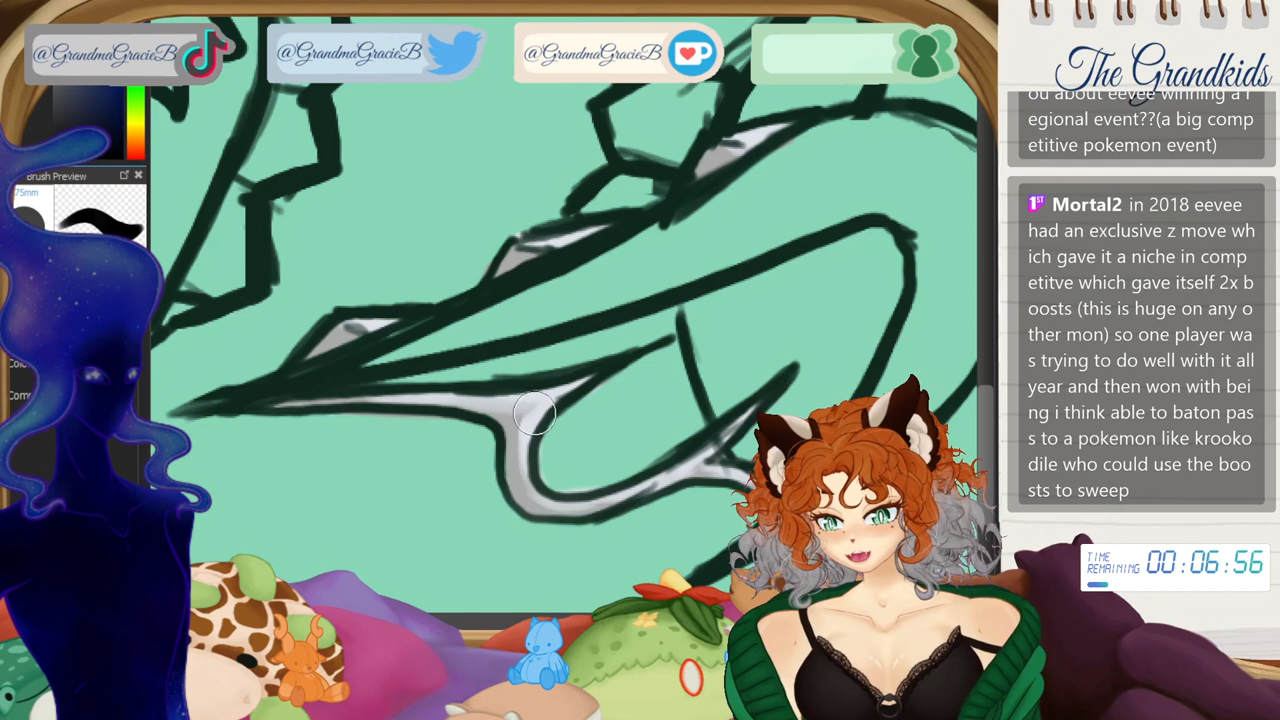 @GrandmaGracieB
@GrandmaGracieB
@GrandmaGracieB
The Grandkids
ou about eevee winning a r
egional event??(a big comp
etitive pokemon event)
Brush Preview
75mm
1ST Mortal2 in 2018 eevee
had an exclusive z move wh
ich gave it a niche in comp
etitve which gave itself 2x b
oosts (this is huge on any o
ther mon) so one player wa
s trying to do well with it all
year and then won with bei
ng i think able to baton pas
s to a pokemon like krooko
dile who could use the boo
sts to sweep
TIME
REMAINING 00:06:56